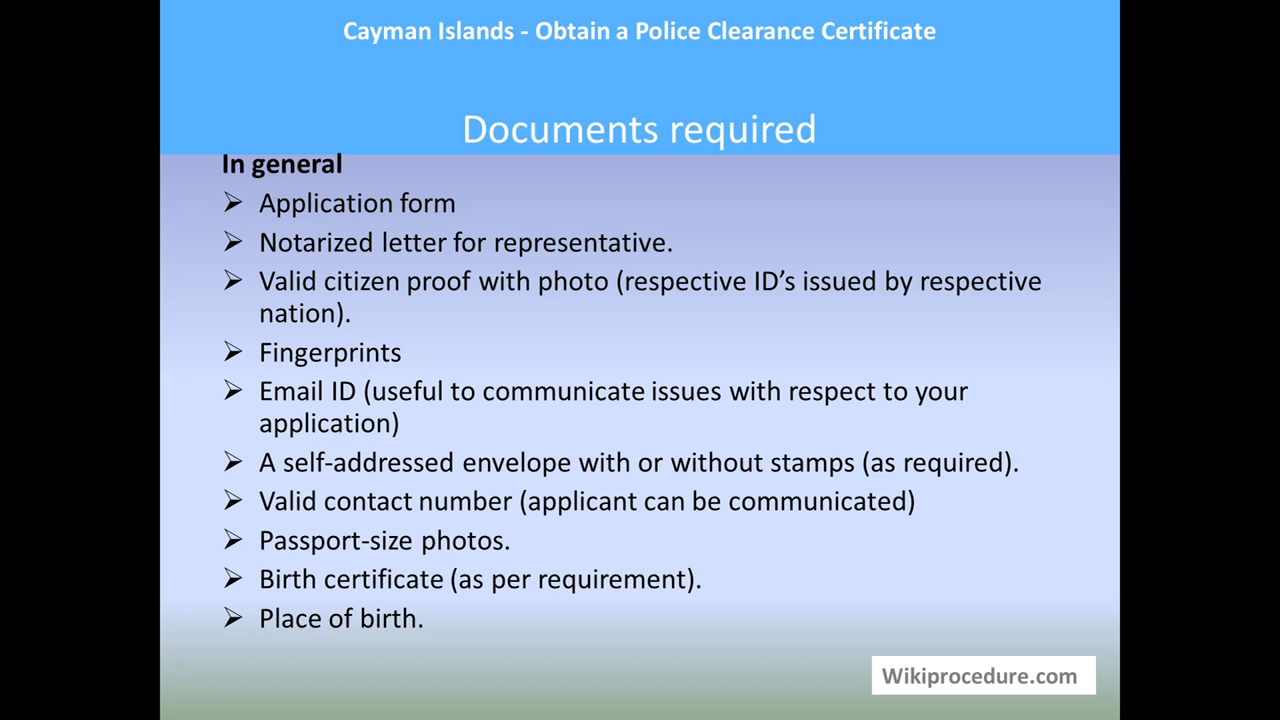 Cayman Islands - Obtain a Police Clearance Certificate
Documents required
In general
➢ Application form
➢ Notarized letter for representative.
➢ Valid citizen proof with photo (respective ID’s issued by respective
nation).
➢ Fingerprints
➢ Email ID (useful to communicate issues with respect to your
application)
➢ A self-addressed envelope with or without stamps (as required).
➢ Valid contact number (applicant can be communicated)
➢ Passport-size photos.
➢ Birth certificate (as per requirement).
➢ Place of birth.
Wikiprocedure.com